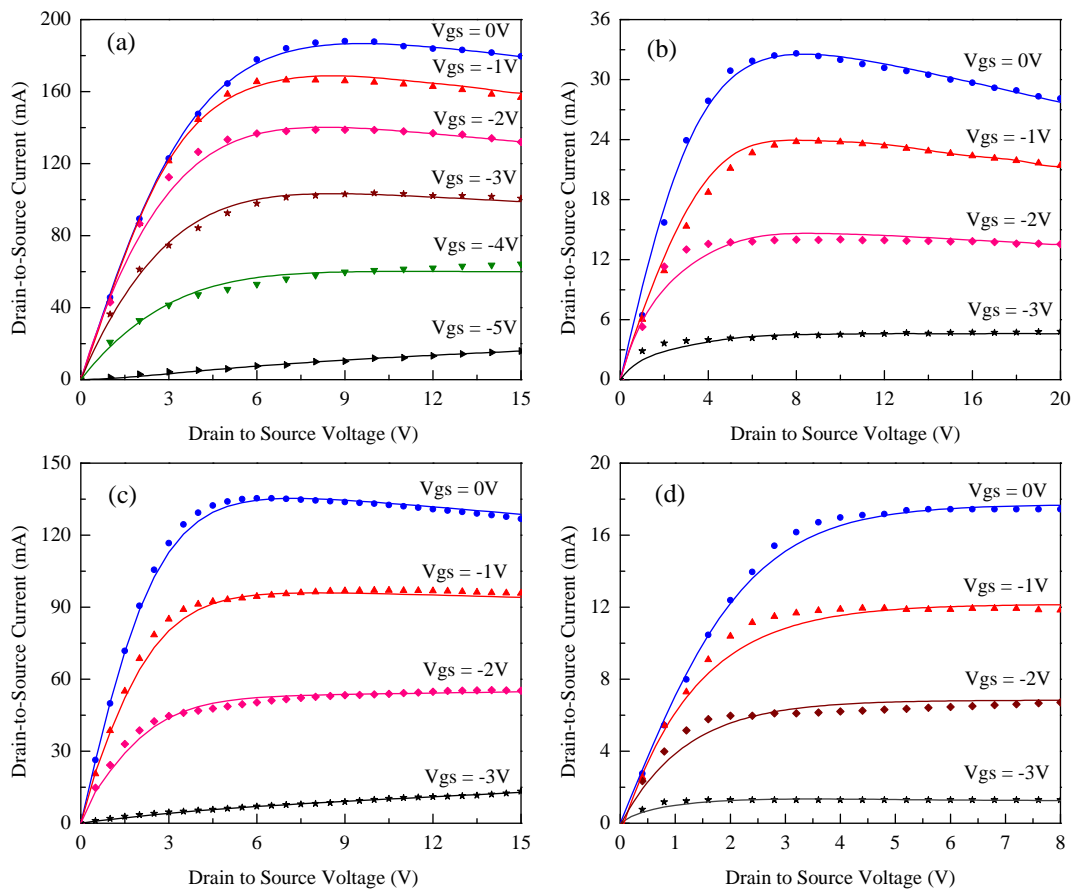 (a)
Vgs = 0V
Vgs = -1V
Vgs = -2V
Vgs = -3V
Vgs = -4V
Vgs = -5V
200
160
120
80
40
0
0 3 6 9 12 15
Drain-to-Source Current (mA)
Drain to Source Voltage (V)
(b)
Vgs = 0V
Vgs = -1V
Vgs = -2V
Vgs = -3V
36
30
24
18
12
6
0
0 4 8 12 16 20
Drain-to-Source Current (mA)
Drain to Source Voltage (V)
(c)
Vgs = 0V
Vgs = -1V
Vgs = -2V
Vgs = -3V
150
120
90
60
30
0
0 3 6 9 12 15
Drain-to-Source Current (mA)
Drain to Source Voltage (V)
(d)
Vgs = 0V
Vgs = -1V
Vgs = -2V
Vgs = -3V
20
16
12
8
4
0
0 1 2 3 4 5 6 7 8
Drain-to-Source Current (mA)
Drain to Source Voltage (V)